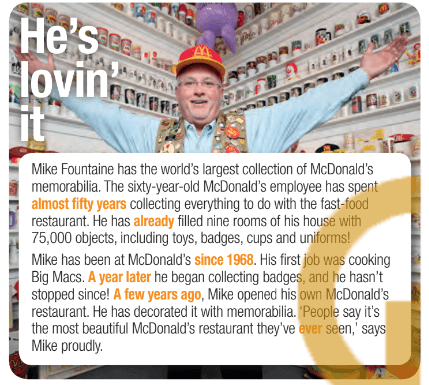 He's
lovin'
it
Mike Fountaine has the world's largest collection of McDonald's
memorabilia. The sixty-year-old McDonald's employee has spent
almost fifty years collecting everything to do with the fast-food
restaurant. He has already filled nine rooms of his house with
75,000 objects, including toys, badges, cups and uniforms!
Mike has been at McDonald's since 1968. His first job was cooking
Big Macs. A year later he began collecting badges, and he hasn't
stopped since! A few years ago, Mike opened his own McDonald's
restaurant. He has decorated it with memorabilia. 'People say it's
the most beautiful McDonald's restaurant they've ever seen,' says
Mike proudly.